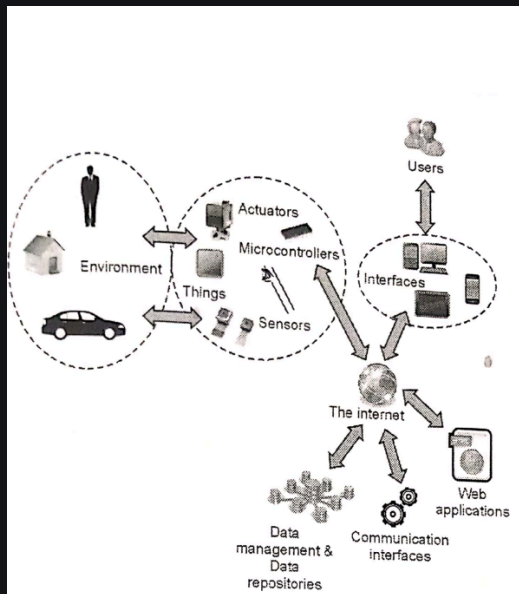 Users
Actuators
Microcontrollers
Environment
Interfaces
Things
Sensors
The internet
Web
applications
Data
management &
Data
repositories
Communication
interfaces